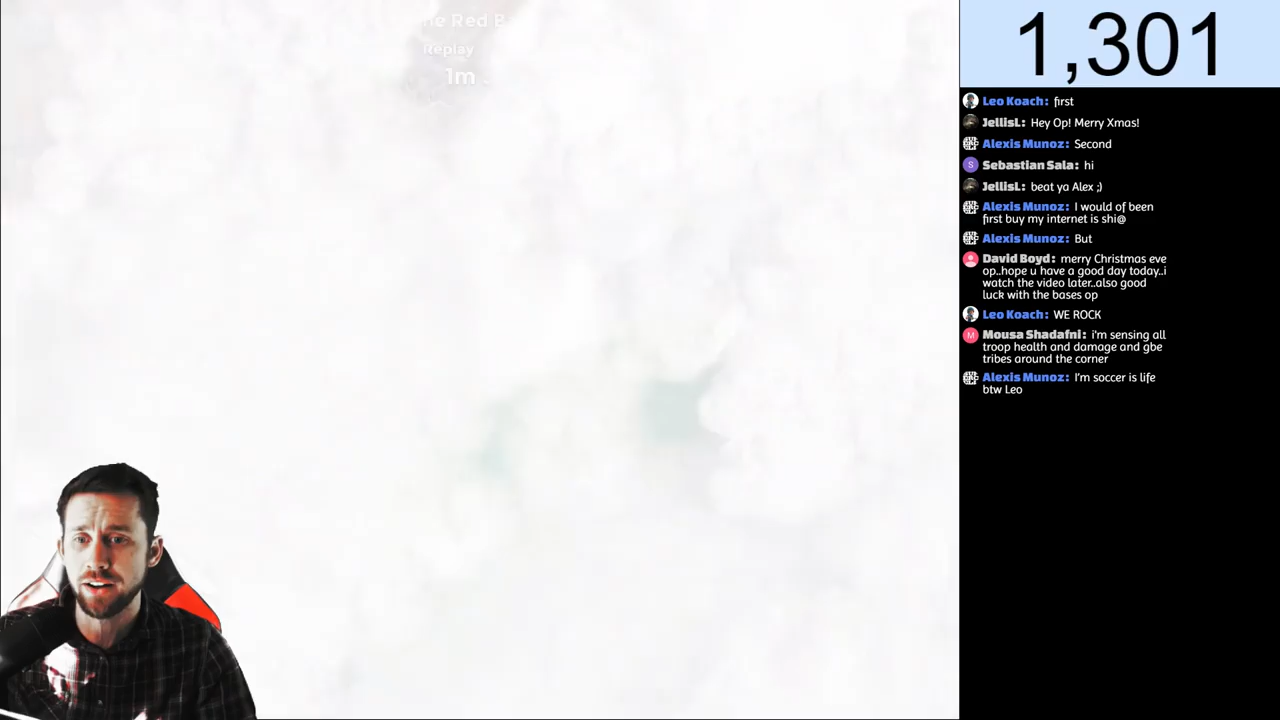 he Red B
Replay
1m
1,301
Leo Koach: first
JellisL: Hey Op! Merry Xmas!
Alexis Munoz: Second
S Sebastian Sala: hi
JellisL: beat ya Alex ;)
Alexis Munoz: I would of been
first buy my internet is shi@
Alexis Munoz: But
David Boyd: merry Christmas eve
op..hope u have a good day today..i
watch the video later..also good
luck with the bases op
Leo Koach: WE ROCK
M Mousa Shadafni: i'm sensing all
troop health and damage and gbe
tribes around the corner
Alexis Munoz: I'm soccer is life
btw Leo